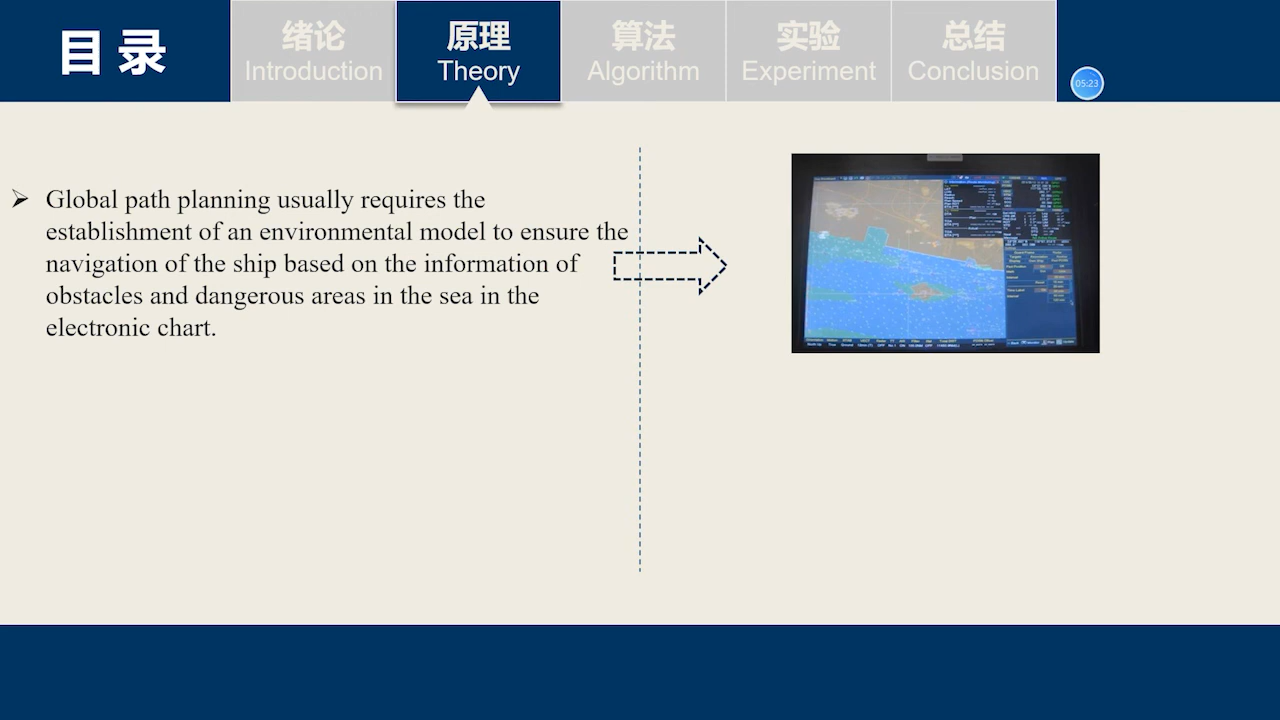 目录
绪论
Introduction
原理
Theory
算法
Algorithm
实验
Experiment
总结
Conclusion
05:23
Global path planning usually requires the
establishment of an environmental model to ensure the
navigation of the ship based on the information of
obstacles and dangerous areas in the sea in the
electronic chart.